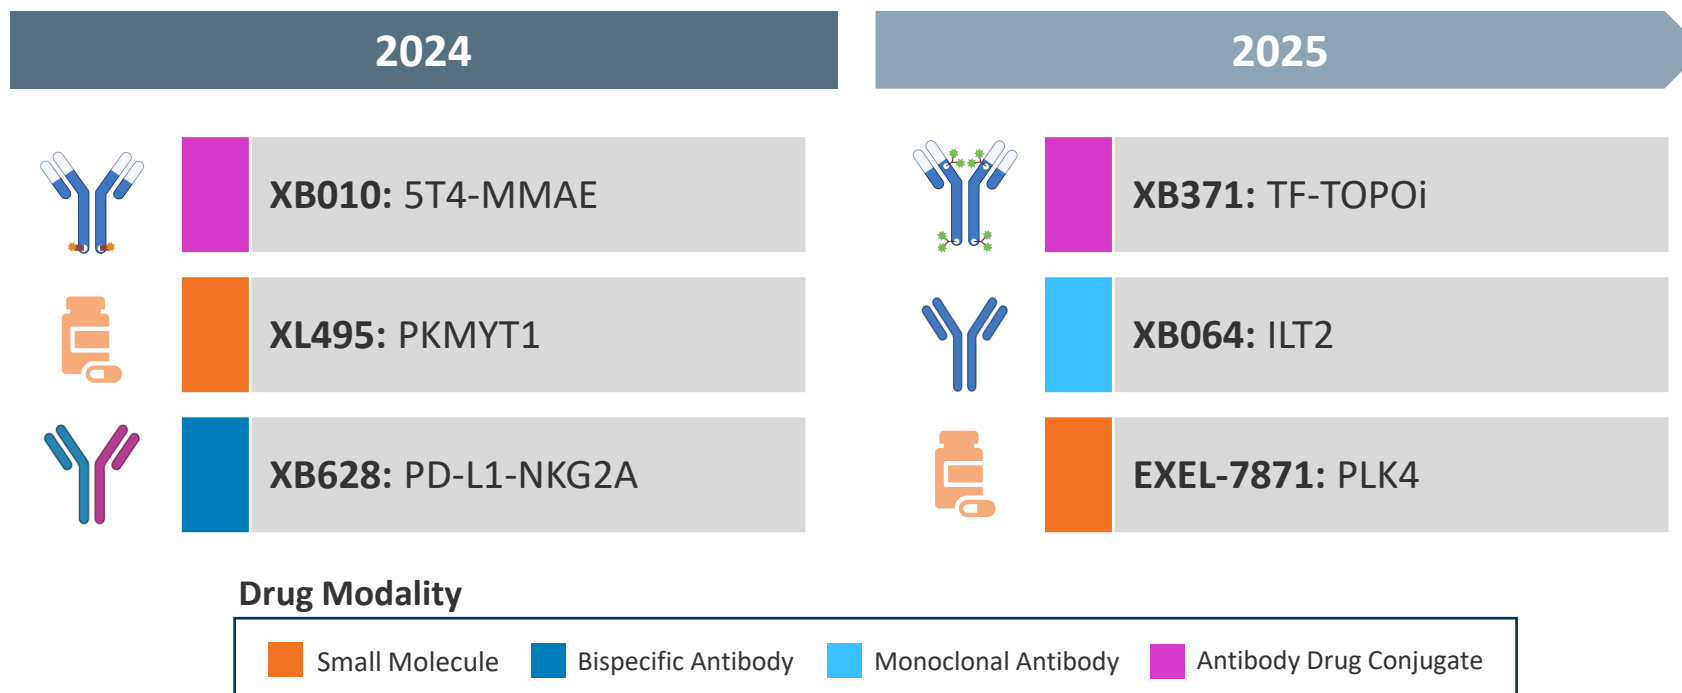 2024
2025
XB010: 5T4-MMAE
XB371: TF-TOPOi
XL495: PKMYT1
XB064: ILT2
XB628: PD-L1-NKG2A
EXEL-7871: PLK4
Drug Modality
Small Molecule
Bispecific Antibody
Monoclonal Antibody
Antibody Drug Conjugate